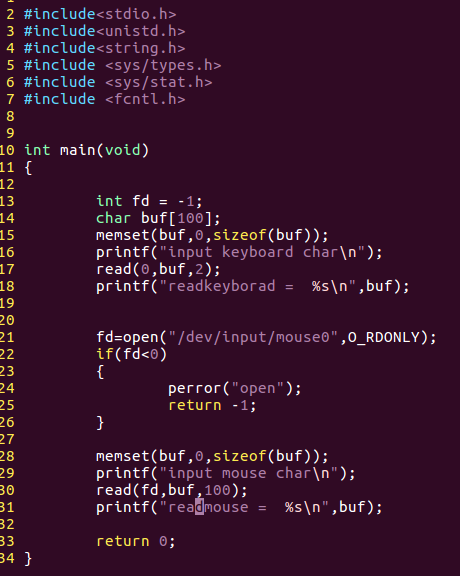 2 #include<stdio.h>
3 #include<unistd.h>
4 #include<string.h>
5 #include <sys/types.h>
6 #include <sys/stat.h>
7 #include <fcntl.h>
8
9
10 int main(void)
11 {
12
13         int fd = -1;
14         char buf[100];
15         memset(buf,0,sizeof(buf));
16         printf("input keyboard char\n");
17         read(0,buf,2);
18         printf("readkeyborad =  %s\n",buf);
19
20
21         fd=open("/dev/input/mouse0",O_RDONLY);
22         if(fd<0)
23         {
24                 perror("open");
25                 return -1;
26         }
27
28         memset(buf,0,sizeof(buf));
29         printf("input mouse char\n");
30         read(fd,buf,100);
31         printf("readmouse =  %s\n",buf);
32
33         return 0;
34 }